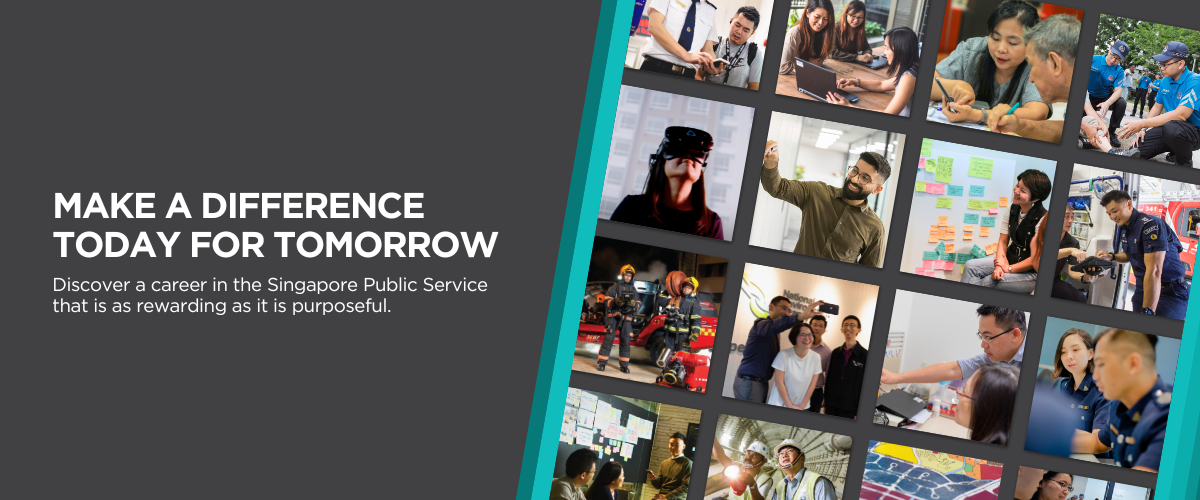 MAKE A DIFFERENCE
TODAY FOR TOMORROW
Discover a career in the Singapore Public Service
that is as rewarding as it is purposeful.